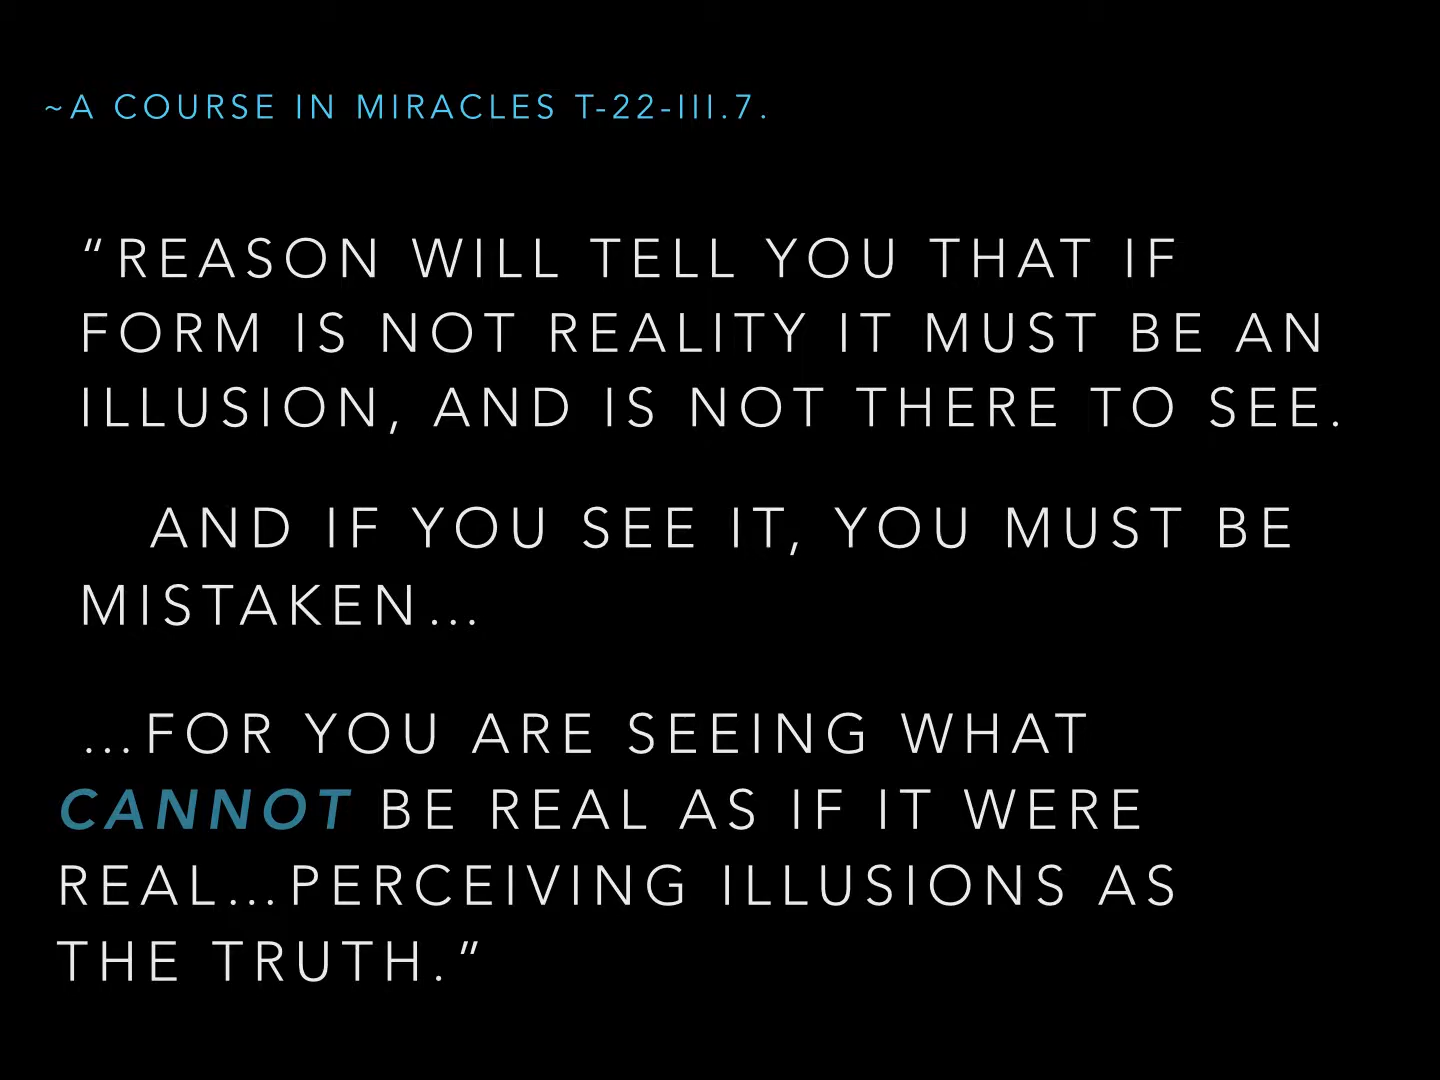 ~A COURSE IN MIRACLES T-22-III.7.
“REASON WILL TELL YOU THAT IF
FORM IS NOT REALITY IT MUST BE AN
ILLUSION, AND IS NOT THERE TO SEE.
AND IF YOU SEE IT, YOU MUST BE
MISTAKEN…
…FOR YOU ARE SEEING WHAT
CANNOT BE REAL AS IF IT WERE
REAL…PERCEIVING ILLUSIONS AS
THE TRUTH.”